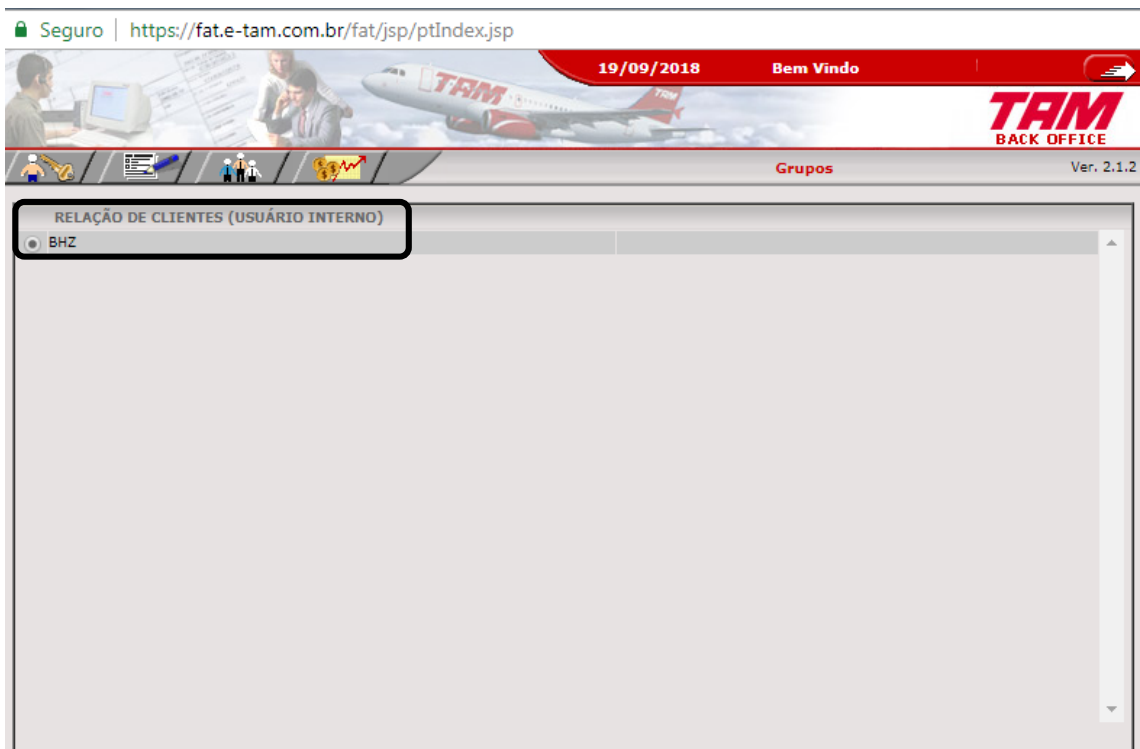 Seguro | https://fat.e-tam.com.br/fat/jsp/ptIndex.jsp
19/09/2018 Bem Vindo
TAM
TAM
TAM
BACK OFFICE
Grupos Ver. 2.1.2
RELAÇÃO DE CLIENTES (USUÁRIO INTERNO)
BHZ